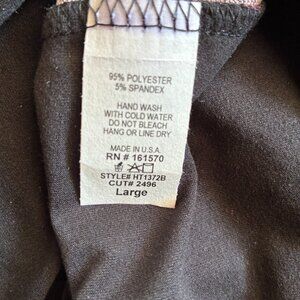 95% POLYESTER
5% SPANDEX
HAND WASH
WITH COLD WATER
DO NOT BLEACH
HANG OR LINE DRY
MADE IN U.S.A.
RN # 161570
STYLE# HT1372B
CUT# 2496
Large